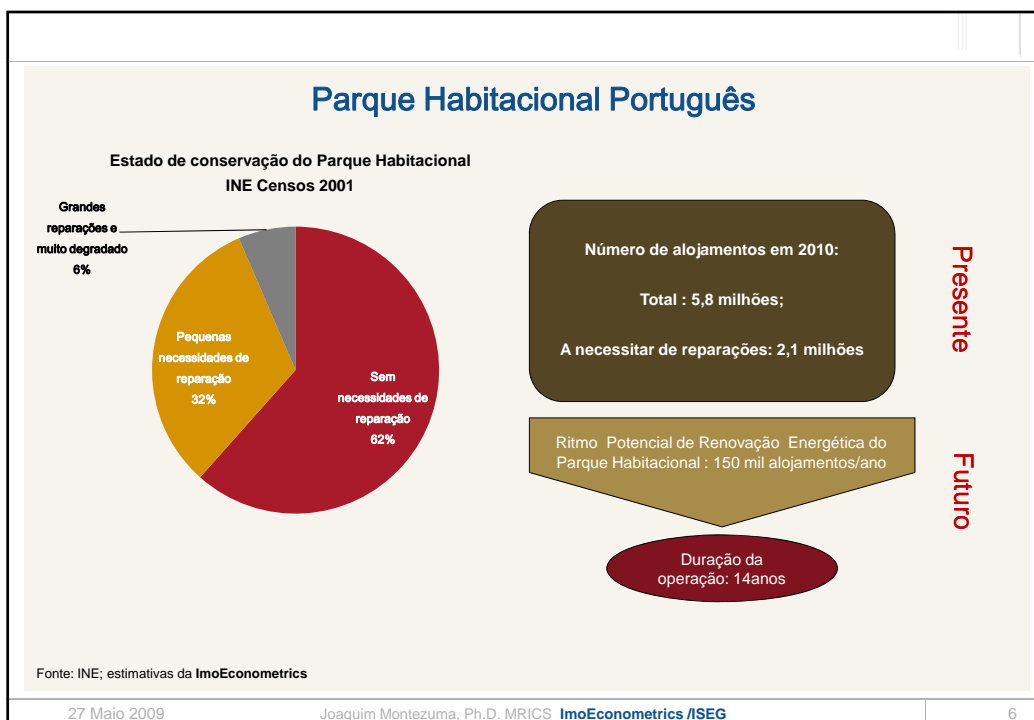 Parque Habitacional Português
Estado de conservação do Parque Habitacional
INE Censos 2001
Grandes
reparações e
muito degradado
6%
Pequenas
necessidades de
reparação
32%
Sem
necessidades de
reparação
62%
Número de alojamentos em 2010:
Total : 5,8 milhões;
A necessitar de reparações: 2,1 milhões
Presente
Ritmo Potencial de Renovação Energética do
Parque Habitacional : 150 mil alojamentos/ano
Futuro
Duração da
operação: 14anos
Fonte: INE; estimativas da ImoEconometrics
27 Maio 2009
Joaquim Montezuma, Ph.D. MRICS ImoEconometrics /ISEG
6